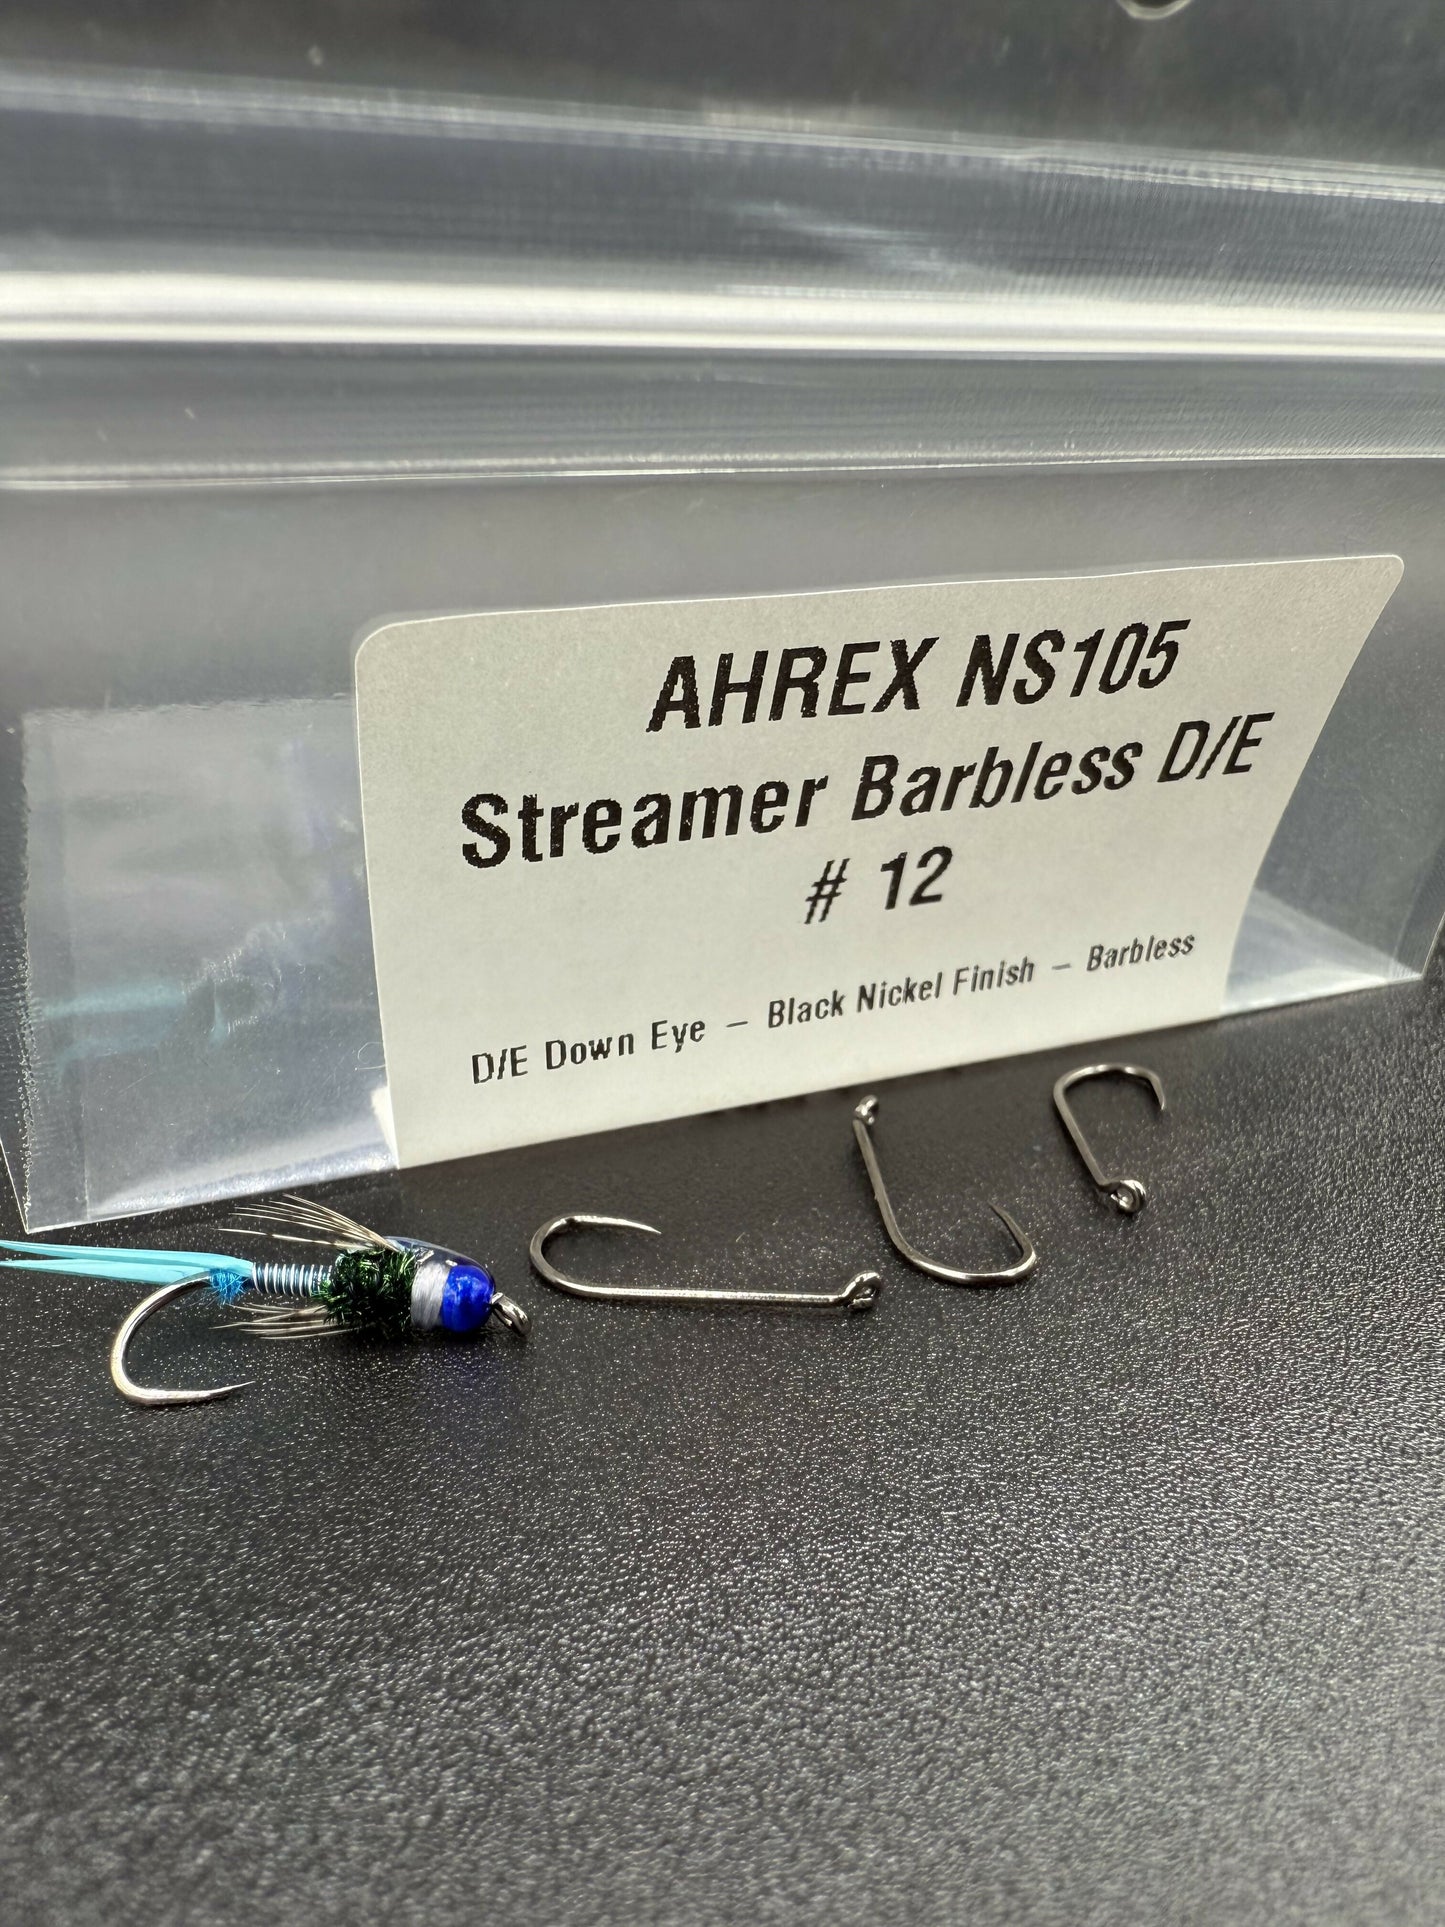 AHREX NS105
Streamer Barbless D/E
# 12
D/E Down Eye – Black Nickel Finish – Barbless